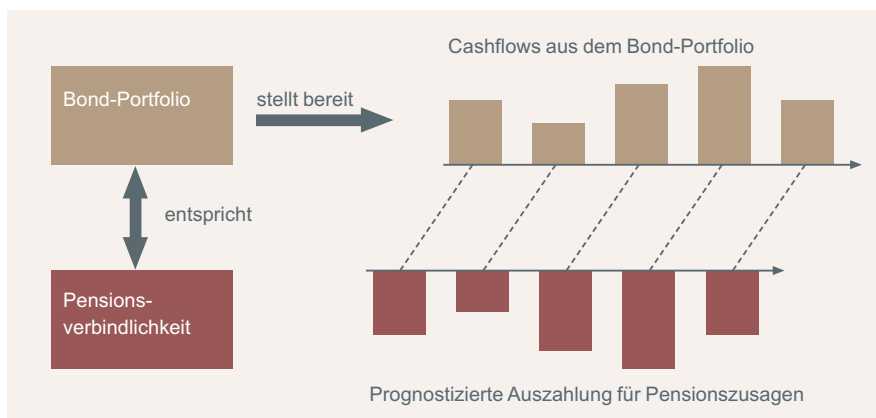 Cashflows aus dem Bond-Portfolio
Bond-Portfolio
stellt bereit
entspricht
Pensions-
verbindlichkeit
Prognostizierte Auszahlung für Pensionszusagen